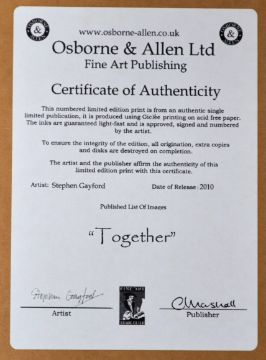 www.osborne-allen.co.uk
Osborne & Allen Ltd
Fine Art Publishing
Certificate of Authenticity
This numbered limited edition print is from an authentic single
limited publication, it is produced using Giclée printing on acid free paper.
The inks are guaranteed light-fast and is approved, signed and numbered
by the artist.
To ensure the integrity of the edition, all origination, extra copies
and disks are destroyed on completion.
The artist and the publisher affirm the authenticity of this
limited edition print with this certificate.
Artist: Stephen Gayford Date of Release: 2010
Published List Of Images
"Together"
Stephen Gayford
CMarshall
Artist
Publisher